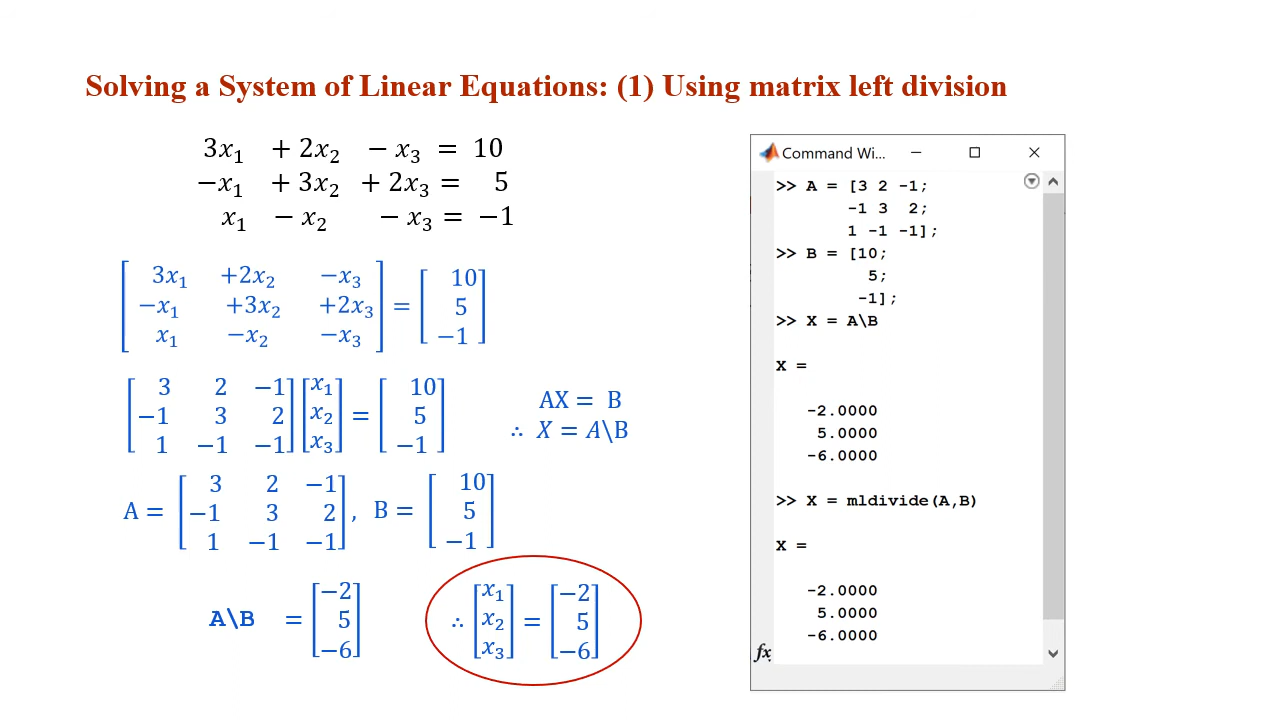 Solving a System of Linear Equations: (1) Using matrix left division
3x₁ + 2x₂ − x₃ = 10
−x₁ + 3x₂ + 2x₃ = 5
x₁ − x₂ − x₃ = −1
[3x₁ +2x₂ −x₃] [10]
[−x₁ +3x₂ +2x₃] = [5]
[x₁ −x₂ −x₃] [−1]
[3 2 −1] [x₁] [10]
[−1 3 2] [x₂] = [5]
[1 −1 −1] [x₃] [−1]
AX = B
∴ X = A\B
[3 2 −1] [10]
A = [−1 3 2], B = [5]
[1 −1 −1] [−1]
[−2]
A\B = [5]
[−6]
[x₁] [−2]
∴ [x₂] = [5]
[x₃] [−6]
Command Wi...
>> A = [3 2 -1;
-1 3 2;
1 -1 -1];
>> B = [10;
5;
-1];
>> X = A\B
X =
-2.0000
5.0000
-6.0000
>> X = mldivide(A,B)
X =
-2.0000
5.0000
-6.0000
fx